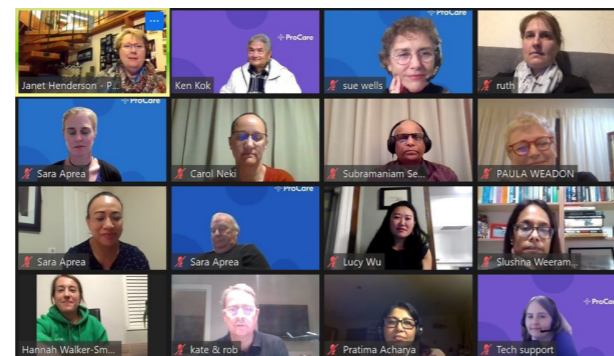 Janet Henderson - P...
ProCare
Ken Kok
ProCare
sue wells
ruth
ProCare
Sara Aprea
Carol Neki
Subramaniam Se...
PAULA WEADON
Sara Aprea
ProCare
Sara Aprea
Lucy Wu
Slushna Weeram...
Hannah Walker-Sm...
kate & rob
Pratima Acharya
ProCare
Tech support